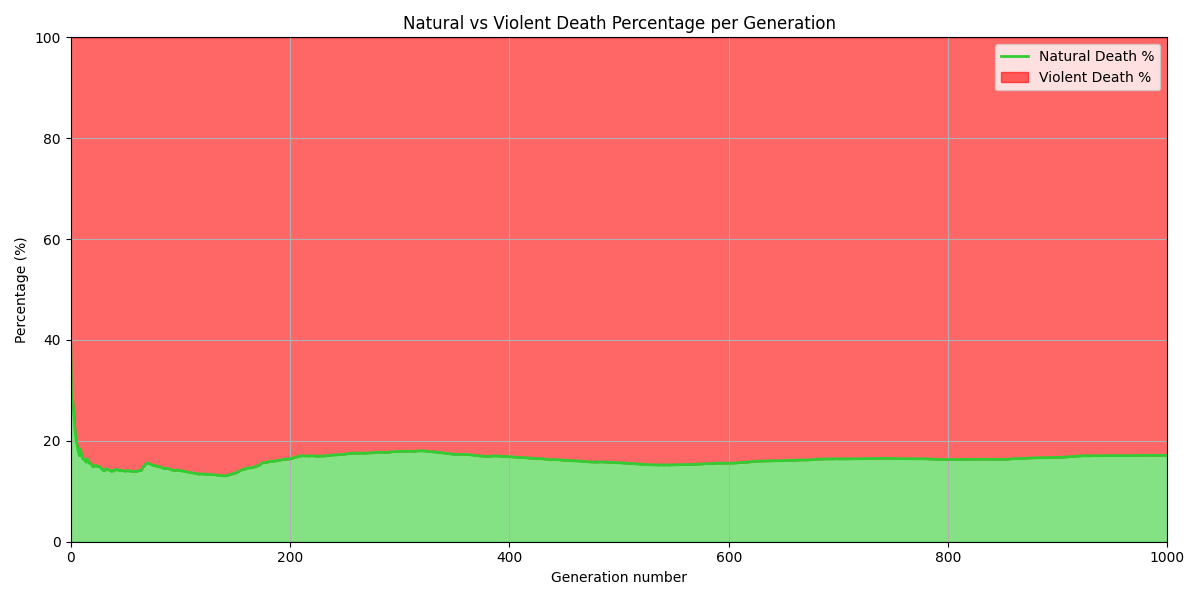 Natural vs Violent Death Percentage per Generation
100
Natural Death %
Violent Death %
80
60
40
20
0
Percentage (%)
0 200 400 600 800 1000
Generation number